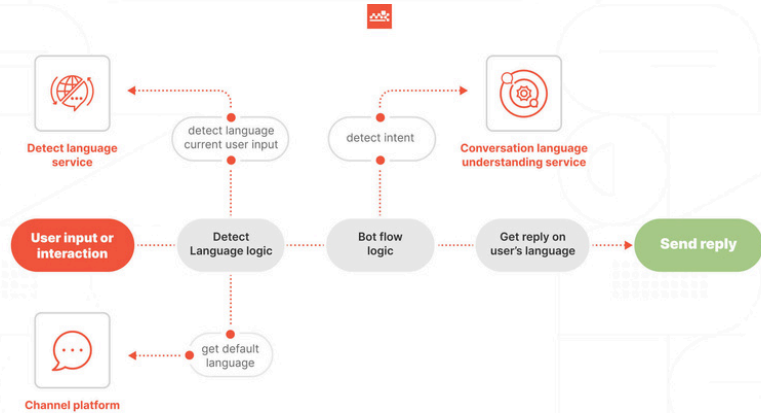 detect language
current user input
detect intent
Detect language
service
Conversation language
understanding service
User input or
interaction
Detect
Language logic
Bot flow
logic
Get reply on
user's language
Send reply
get default
language
Channel platform